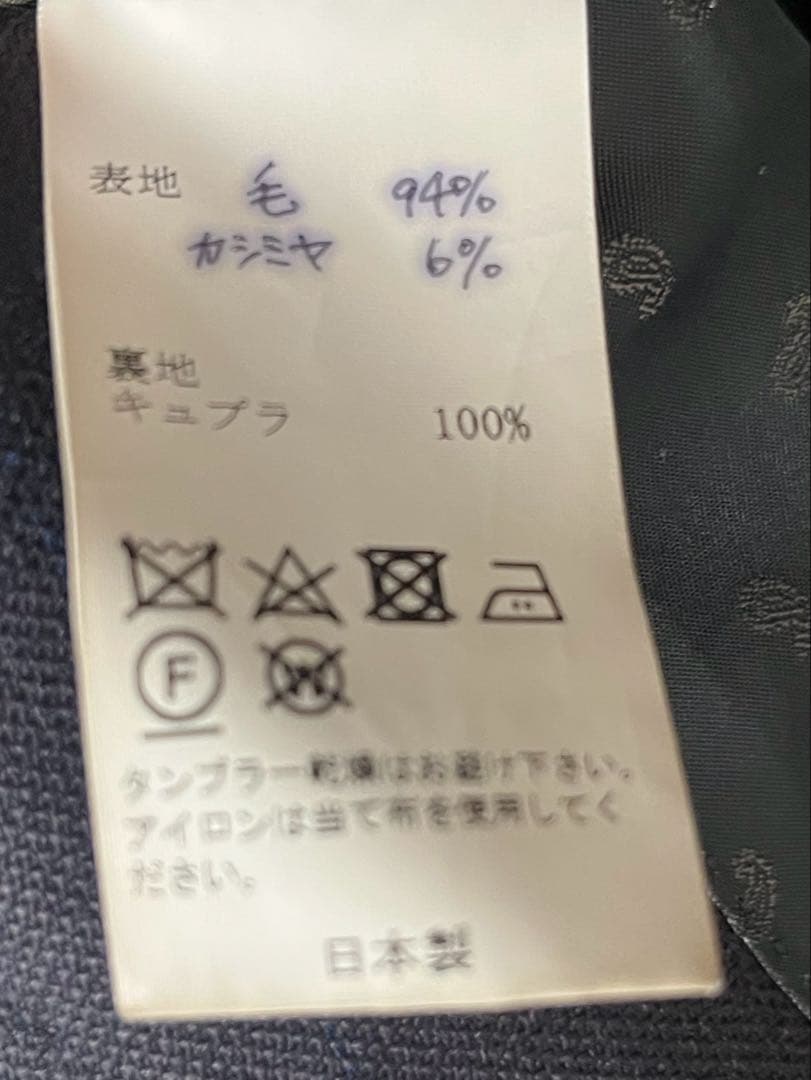 表地 毛 94%
カシミヤ 6%
裏地
キュプラ 100%
F
W
タンブラー乾燥はお避け下さい。
アイロンは当て布を使用してく
ださい。
日本製